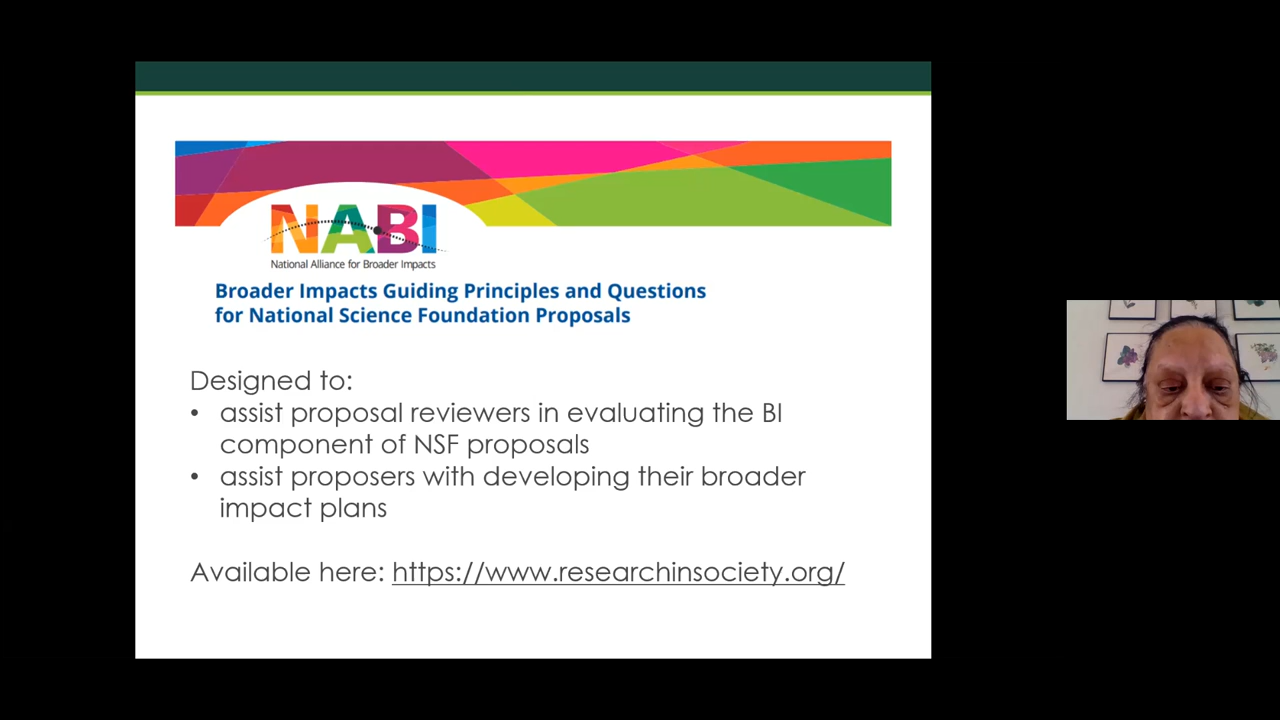 NABI
National Alliance for Broader Impacts
Broader Impacts Guiding Principles and Questions
for National Science Foundation Proposals
Designed to:
• assist proposal reviewers in evaluating the BI
component of NSF proposals
• assist proposers with developing their broader
impact plans
Available here: https://www.researchinsociety.org/